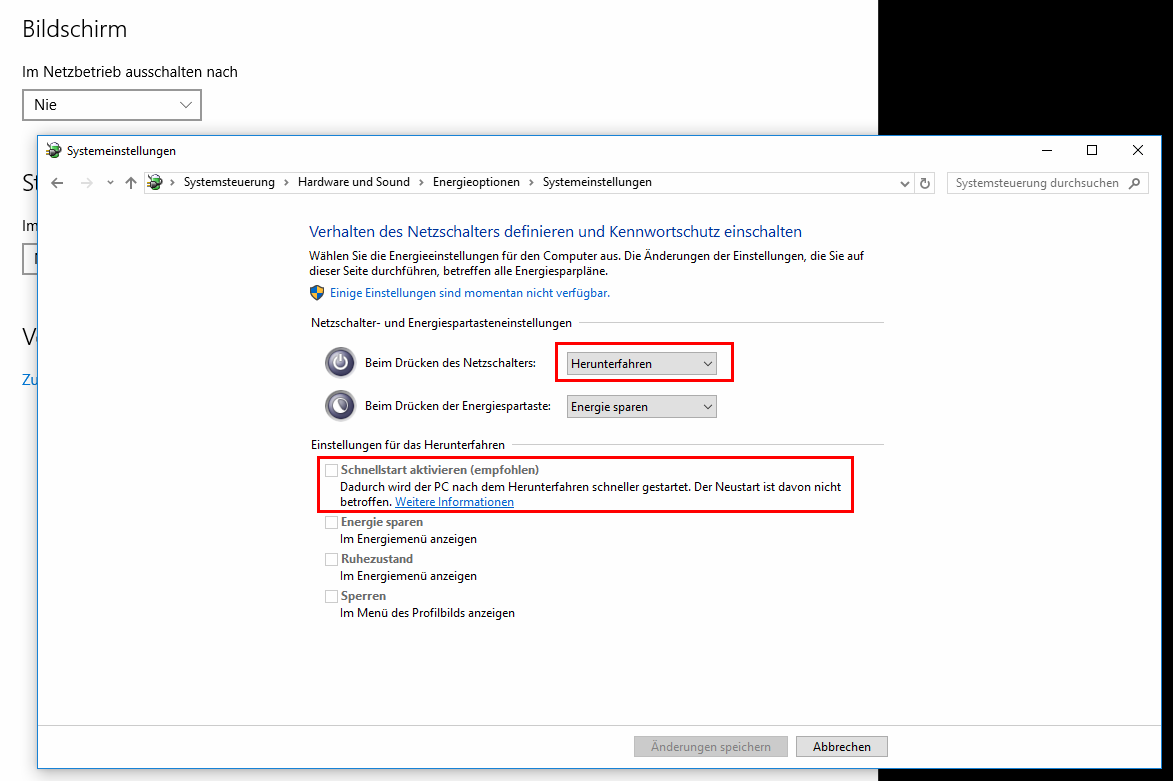 Bildschirm
Im Netzbetrieb ausschalten nach
Nie
Systemeinstellungen
Systemsteuerung > Hardware und Sound > Energieoptionen > Systemeinstellungen
Systemsteuerung durchsuchen
Verhalten des Netzschalters definieren und Kennwortschutz einschalten
Wählen Sie die Energieeinstellungen für den Computer aus. Die Änderungen der Einstellungen, die Sie auf
dieser Seite durchführen, betreffen alle Energiesparpläne.
Einige Einstellungen sind momentan nicht verfügbar.
Netzschalter- und Energiespartasteneinstellungen
Beim Drücken des Netzschalters: Herunterfahren
Beim Drücken der Energiespartaste: Energie sparen
Einstellungen für das Herunterfahren
Schnellstart aktivieren (empfohlen)
Dadurch wird der PC nach dem Herunterfahren schneller gestartet. Der Neustart ist davon nicht
betroffen. Weitere Informationen
Energie sparen
Im Energiemenü anzeigen
Ruhezustand
Im Energiemenü anzeigen
Sperren
Im Menü des Profilbilds anzeigen
Änderungen speichern
Abbrechen
Im
Zu